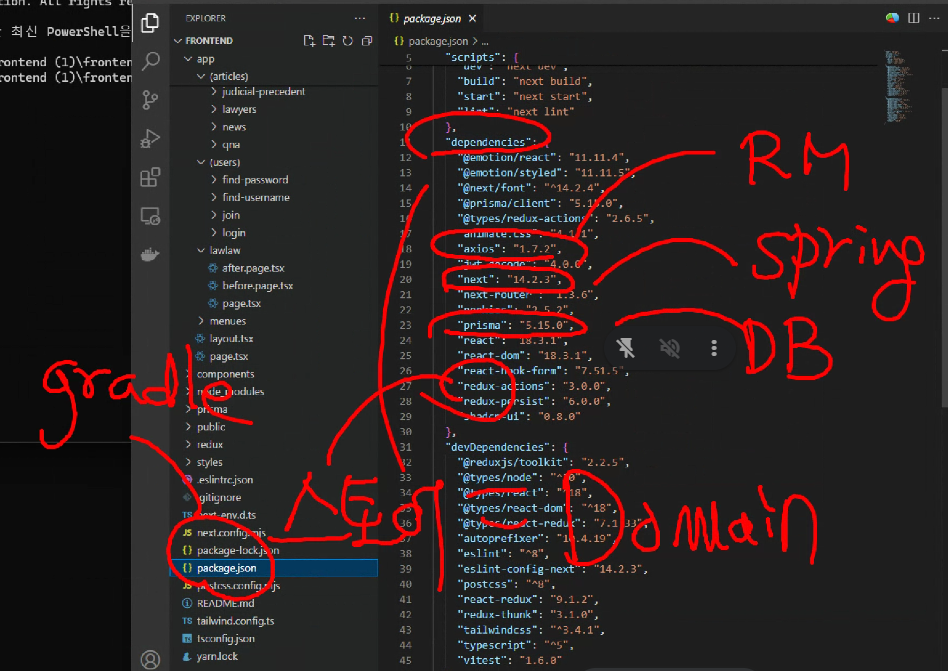 최신 PowerShell을
rontend (1)\fronten
rontend (1)\fronten
EXPLORER
FRONTEND
app
(articles)
judicial-precedent
lawyers
news
qna
(users)
find-password
find-username
join
login
lawlaw
after.page.tsx
before.page.tsx
page.tsx
menues
layout.tsx
page.tsx
components
node_modules
prisma
public
redux
styles
.eslintrc.json
.gitignore
next-env.d.ts
next.config.mjs
package-lock.json
package.json
postcss.config.mjs
README.md
tailwind.config.ts
tsconfig.json
yarn.lock
package.json
package.json > ...
5 "scripts": {
6 "dev": "next dev",
7 "build": "next build",
8 "start": "next start",
9 "lint": "next lint"
10 },
11 "dependencies": {
12 "@emotion/react": "11.11.4",
13 "@emotion/styled": "11.11.5",
14 "@next/font": "^14.2.4",
15 "@prisma/client": "5.15.0",
16 "@types/redux-actions": "2.6.5",
17 "animate.css": "4.1.1",
18 "axios": "1.7.2",
19 "jwt-decode": "4.0.0",
20 "next": "14.2.3",
21 "next-router": "1.3.6",
22 "nookies": "2.5.2",
23 "prisma": "5.15.0",
24 "react": "18.3.1",
25 "react-dom": "18.3.1",
26 "react-hook-form": "7.51.5",
27 "redux-actions": "3.0.0",
28 "redux-persist": "6.0.0",
29 "shadcn-ui": "0.8.0"
30 },
31 "devDependencies": {
32 "@reduxjs/toolkit": "2.2.5",
33 "@types/node": "^20",
34 "@types/react": "^18",
35 "@types/react-dom": "^18",
36 "@types/react-redux": "7.1.33",
37 "autoprefixer": "10.4.19",
38 "eslint": "^8",
39 "eslint-config-next": "14.2.3",
40 "postcss": "^8",
41 "react-redux": "9.1.2",
42 "redux-thunk": "3.1.0",
43 "tailwindcss": "^3.4.1",
44 "typescript": "^5",
45 "vitest": "1.6.0"
RM
Spring
DB
gradle
Domain